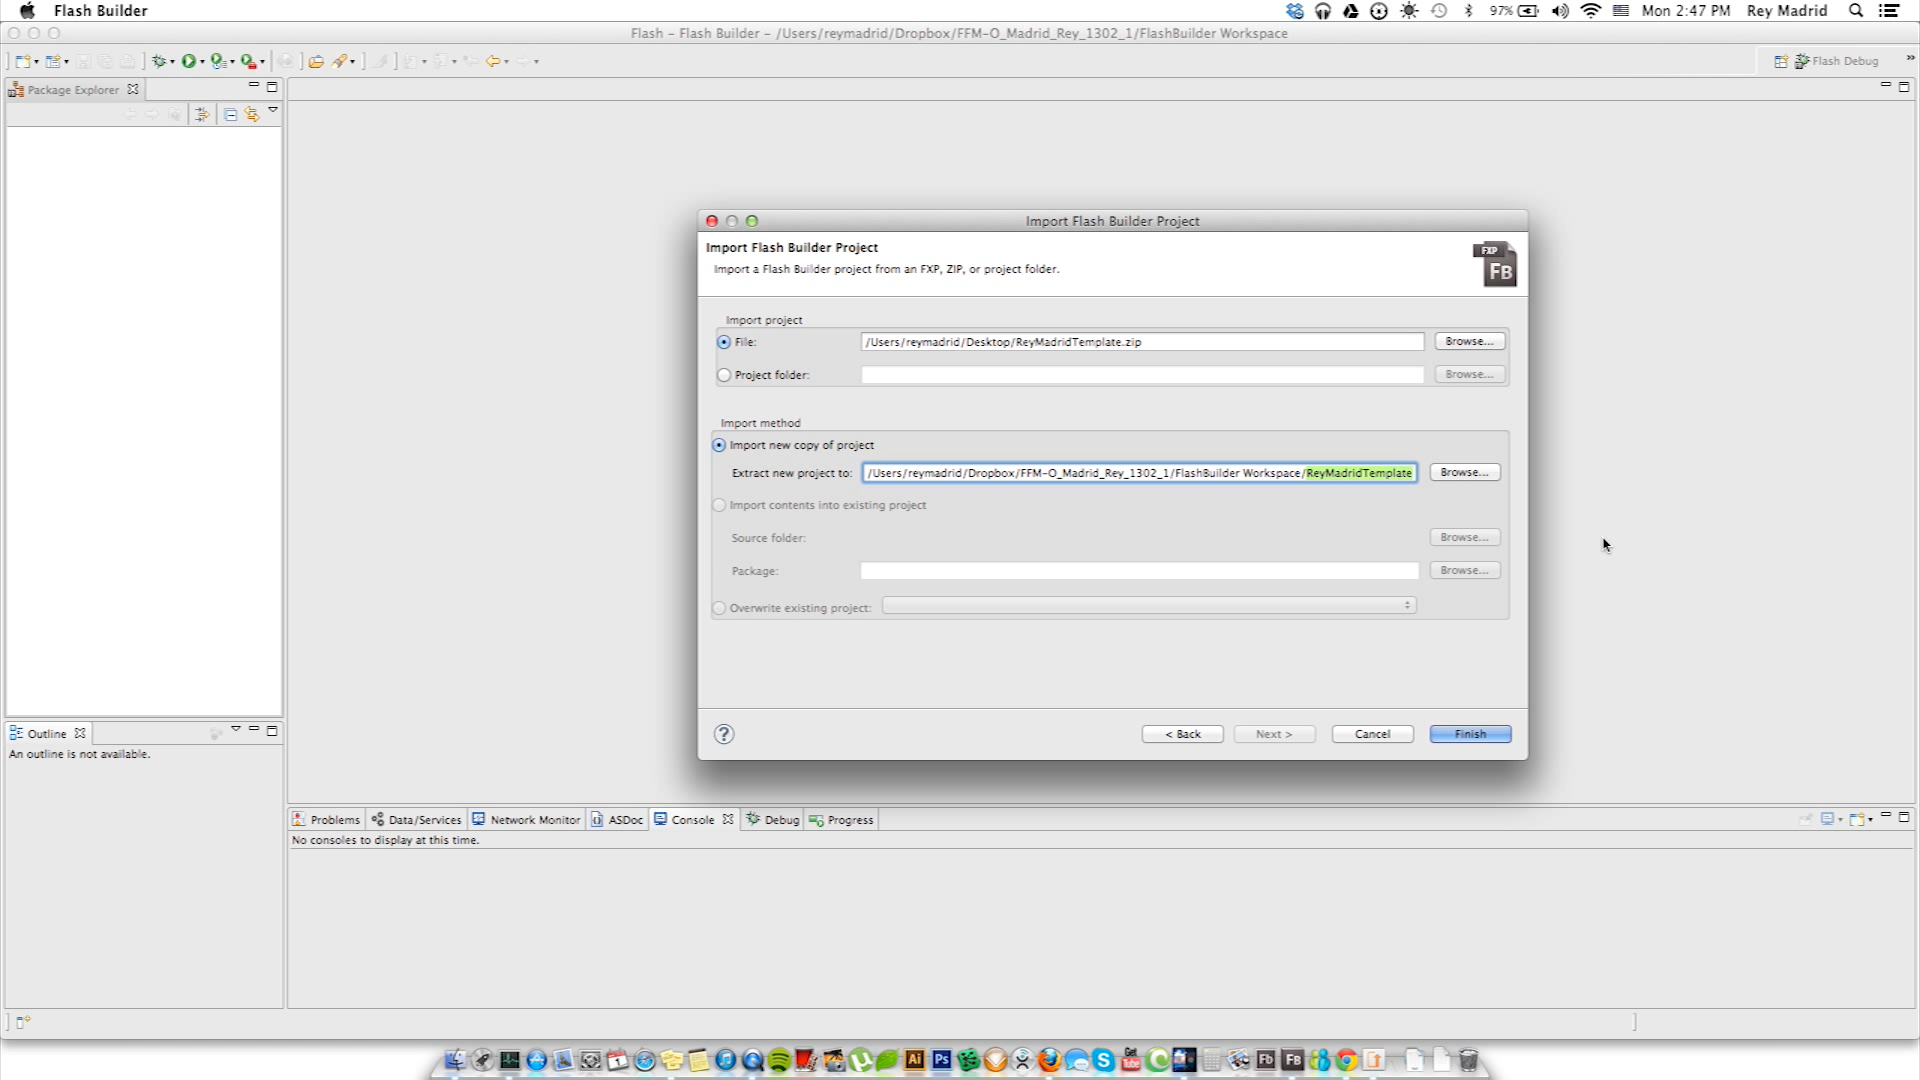 Flash Builder
97%
Mon 2:47 PM
Rey Madrid
Flash – Flash Builder – /Users/reymadrid/Dropbox/FFM-O_Madrid_Rey_1302_1/FlashBuilder Workspace
Flash Debug
»
Package Explorer
Import Flash Builder Project
Import Flash Builder Project
Import a Flash Builder project from an FXP, ZIP, or project folder.
FXP
FB
Import project
File:
/Users/reymadrid/Desktop/ReyMadridTemplate.zip
Browse...
Project folder:
Browse...
Import method
Import new copy of project
Extract new project to:
/Users/reymadrid/Dropbox/FFM-O_Madrid_Rey_1302_1/FlashBuilder Workspace/ReyMadridTemplate
Browse...
Import contents into existing project
Source folder:
Browse...
Package:
Browse...
Overwrite existing project:
?
< Back
Next >
Cancel
Finish
Outline
An outline is not available.
Problems
Data/Services
Network Monitor
ASDoc
Console
Debug
Progress
No consoles to display at this time.
Ai
Ps
Fb
Fb